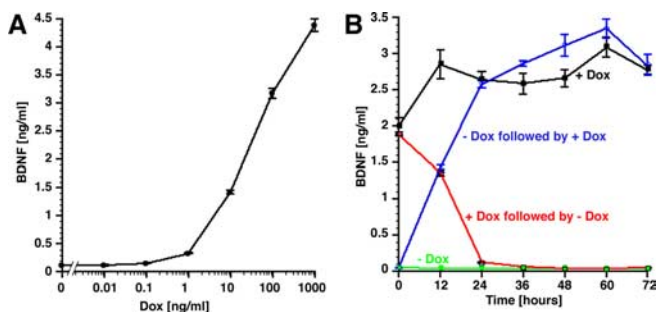 A
BDNF [ng/ml]
4.5
4
3.5
3
2.5
2
1.5
1
0.5
0
0 0.01 0.1 1 10 100 1000
Dox [ng/ml]
B
BDNF [ng/ml]
3.5
3
2.5
2
1.5
1
0.5
0
+ Dox
- Dox followed by + Dox
+ Dox followed by - Dox
- Dox
0 12 24 36 48 60 72
Time [hours]